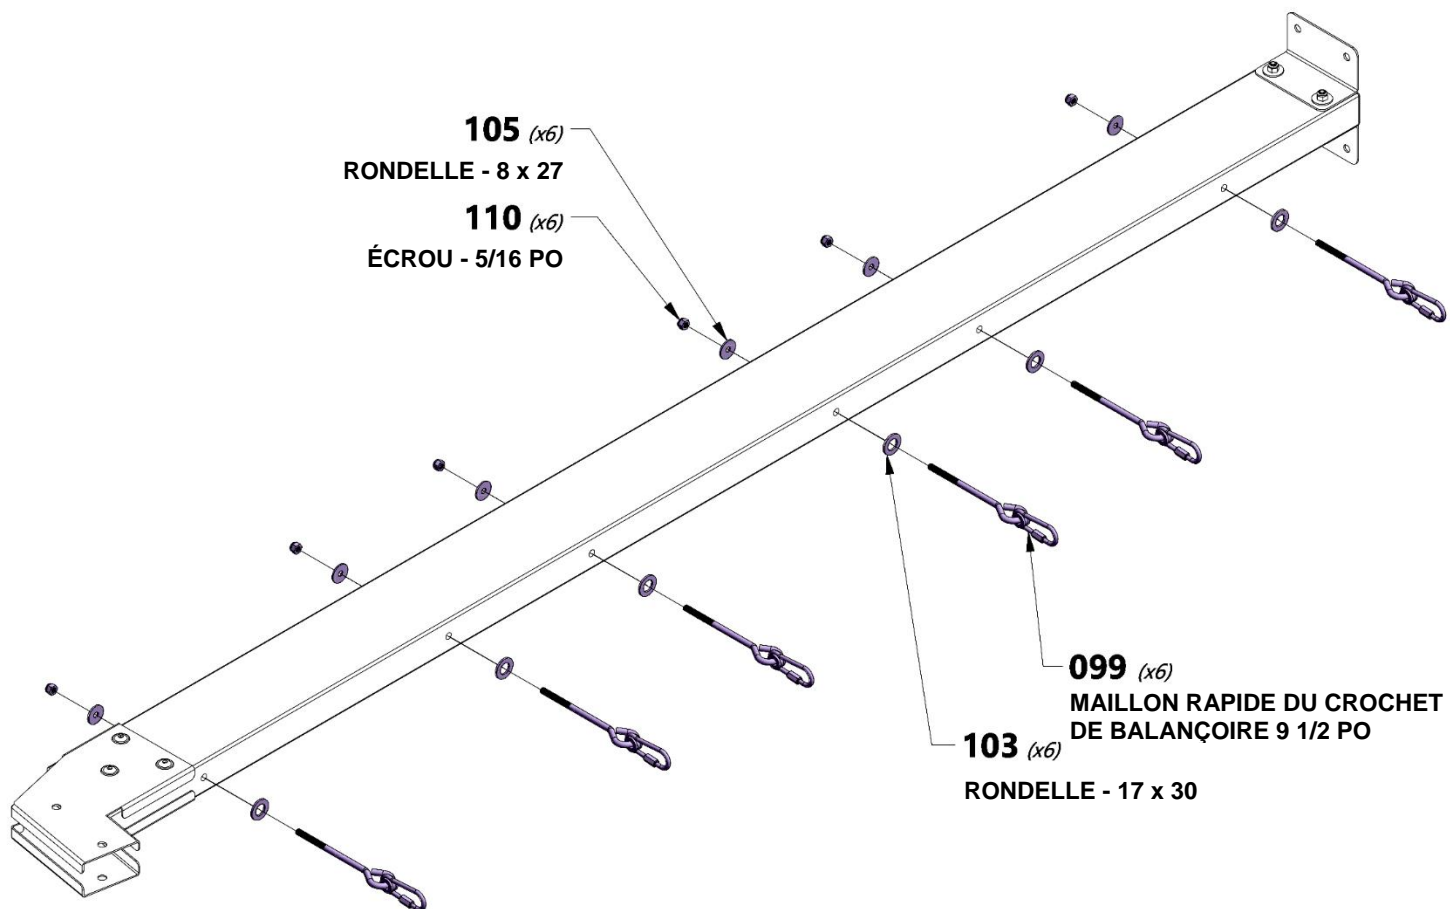 105 (x6)
RONDELLE - 8 x 27
110 (x6)
ÉCROU - 5/16 PO
099 (x6)
MAILLON RAPIDE DU CROCHET
DE BALANÇOIRE 9 1/2 PO
103 (x6)
RONDELLE - 17 x 30